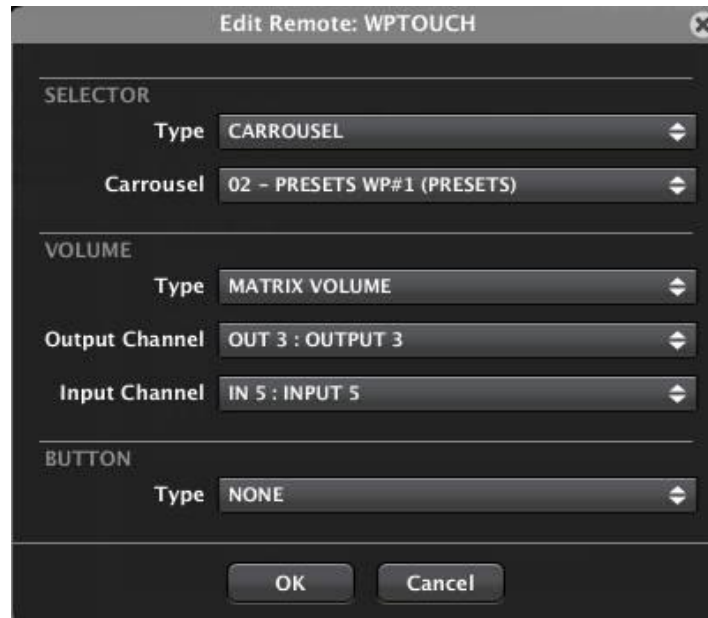 Edit Remote: WPTOUCH
SELECTOR
Type CARROUSEL
Carrousel 02 – PRESETS WP#1 (PRESETS)
VOLUME
Type MATRIX VOLUME
Output Channel OUT 3 : OUTPUT 3
Input Channel IN 5 : INPUT 5
BUTTON
Type NONE
OK Cancel